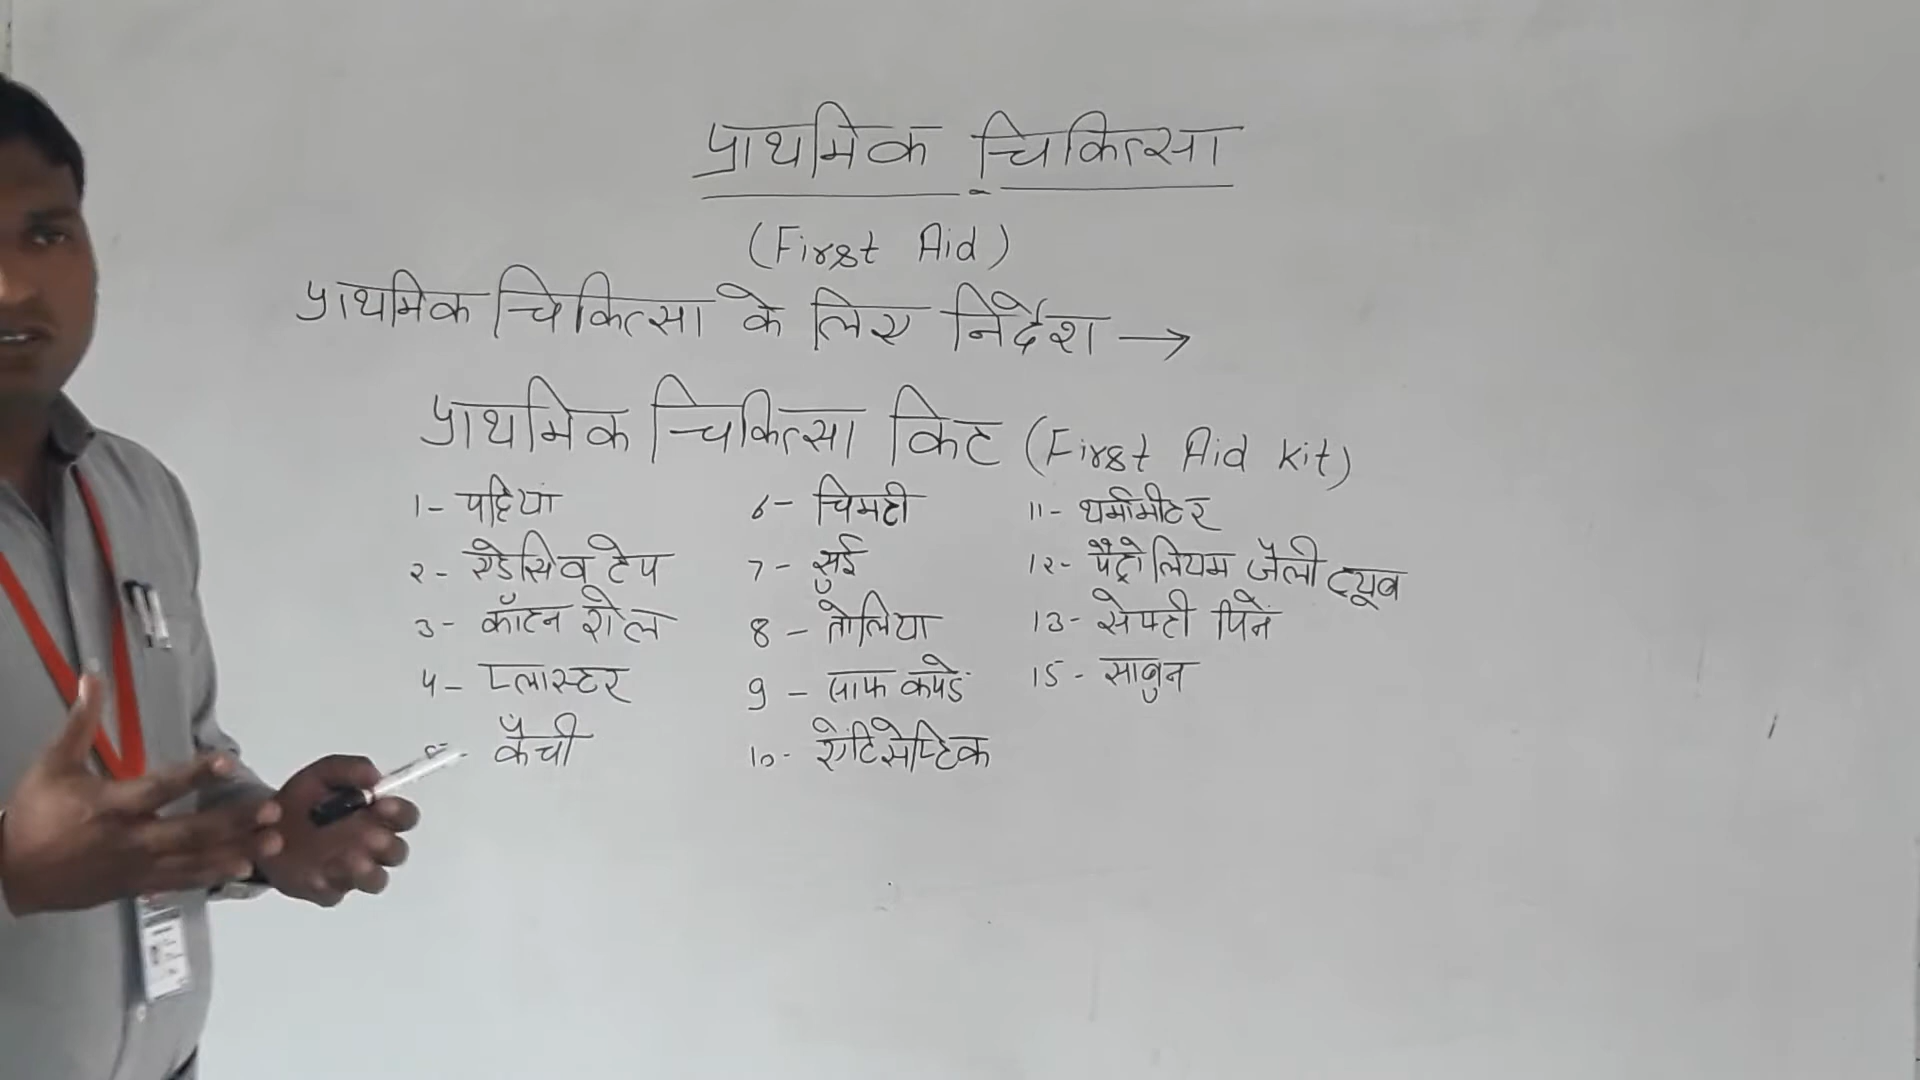 प्राथमिक चिकित्सा
(First Aid)
प्राथमिक चिकित्सा के लिए निर्देश →
प्राथमिक चिकित्सा किट (First Aid Kit)
1- पट्टियां
2- एडेसिव टेप
3- कॉटन रोल
4- प्लास्टर
कैंची
6- चिमटी
7- सुई
8- तोलिया
9- साफ कपडे
10- ऐंटिसेप्टिक
11- थर्मामीटर
12- पैट्रोलियम जैली ट्यूब
13- सेफ्टी पिनें
15- साबुन